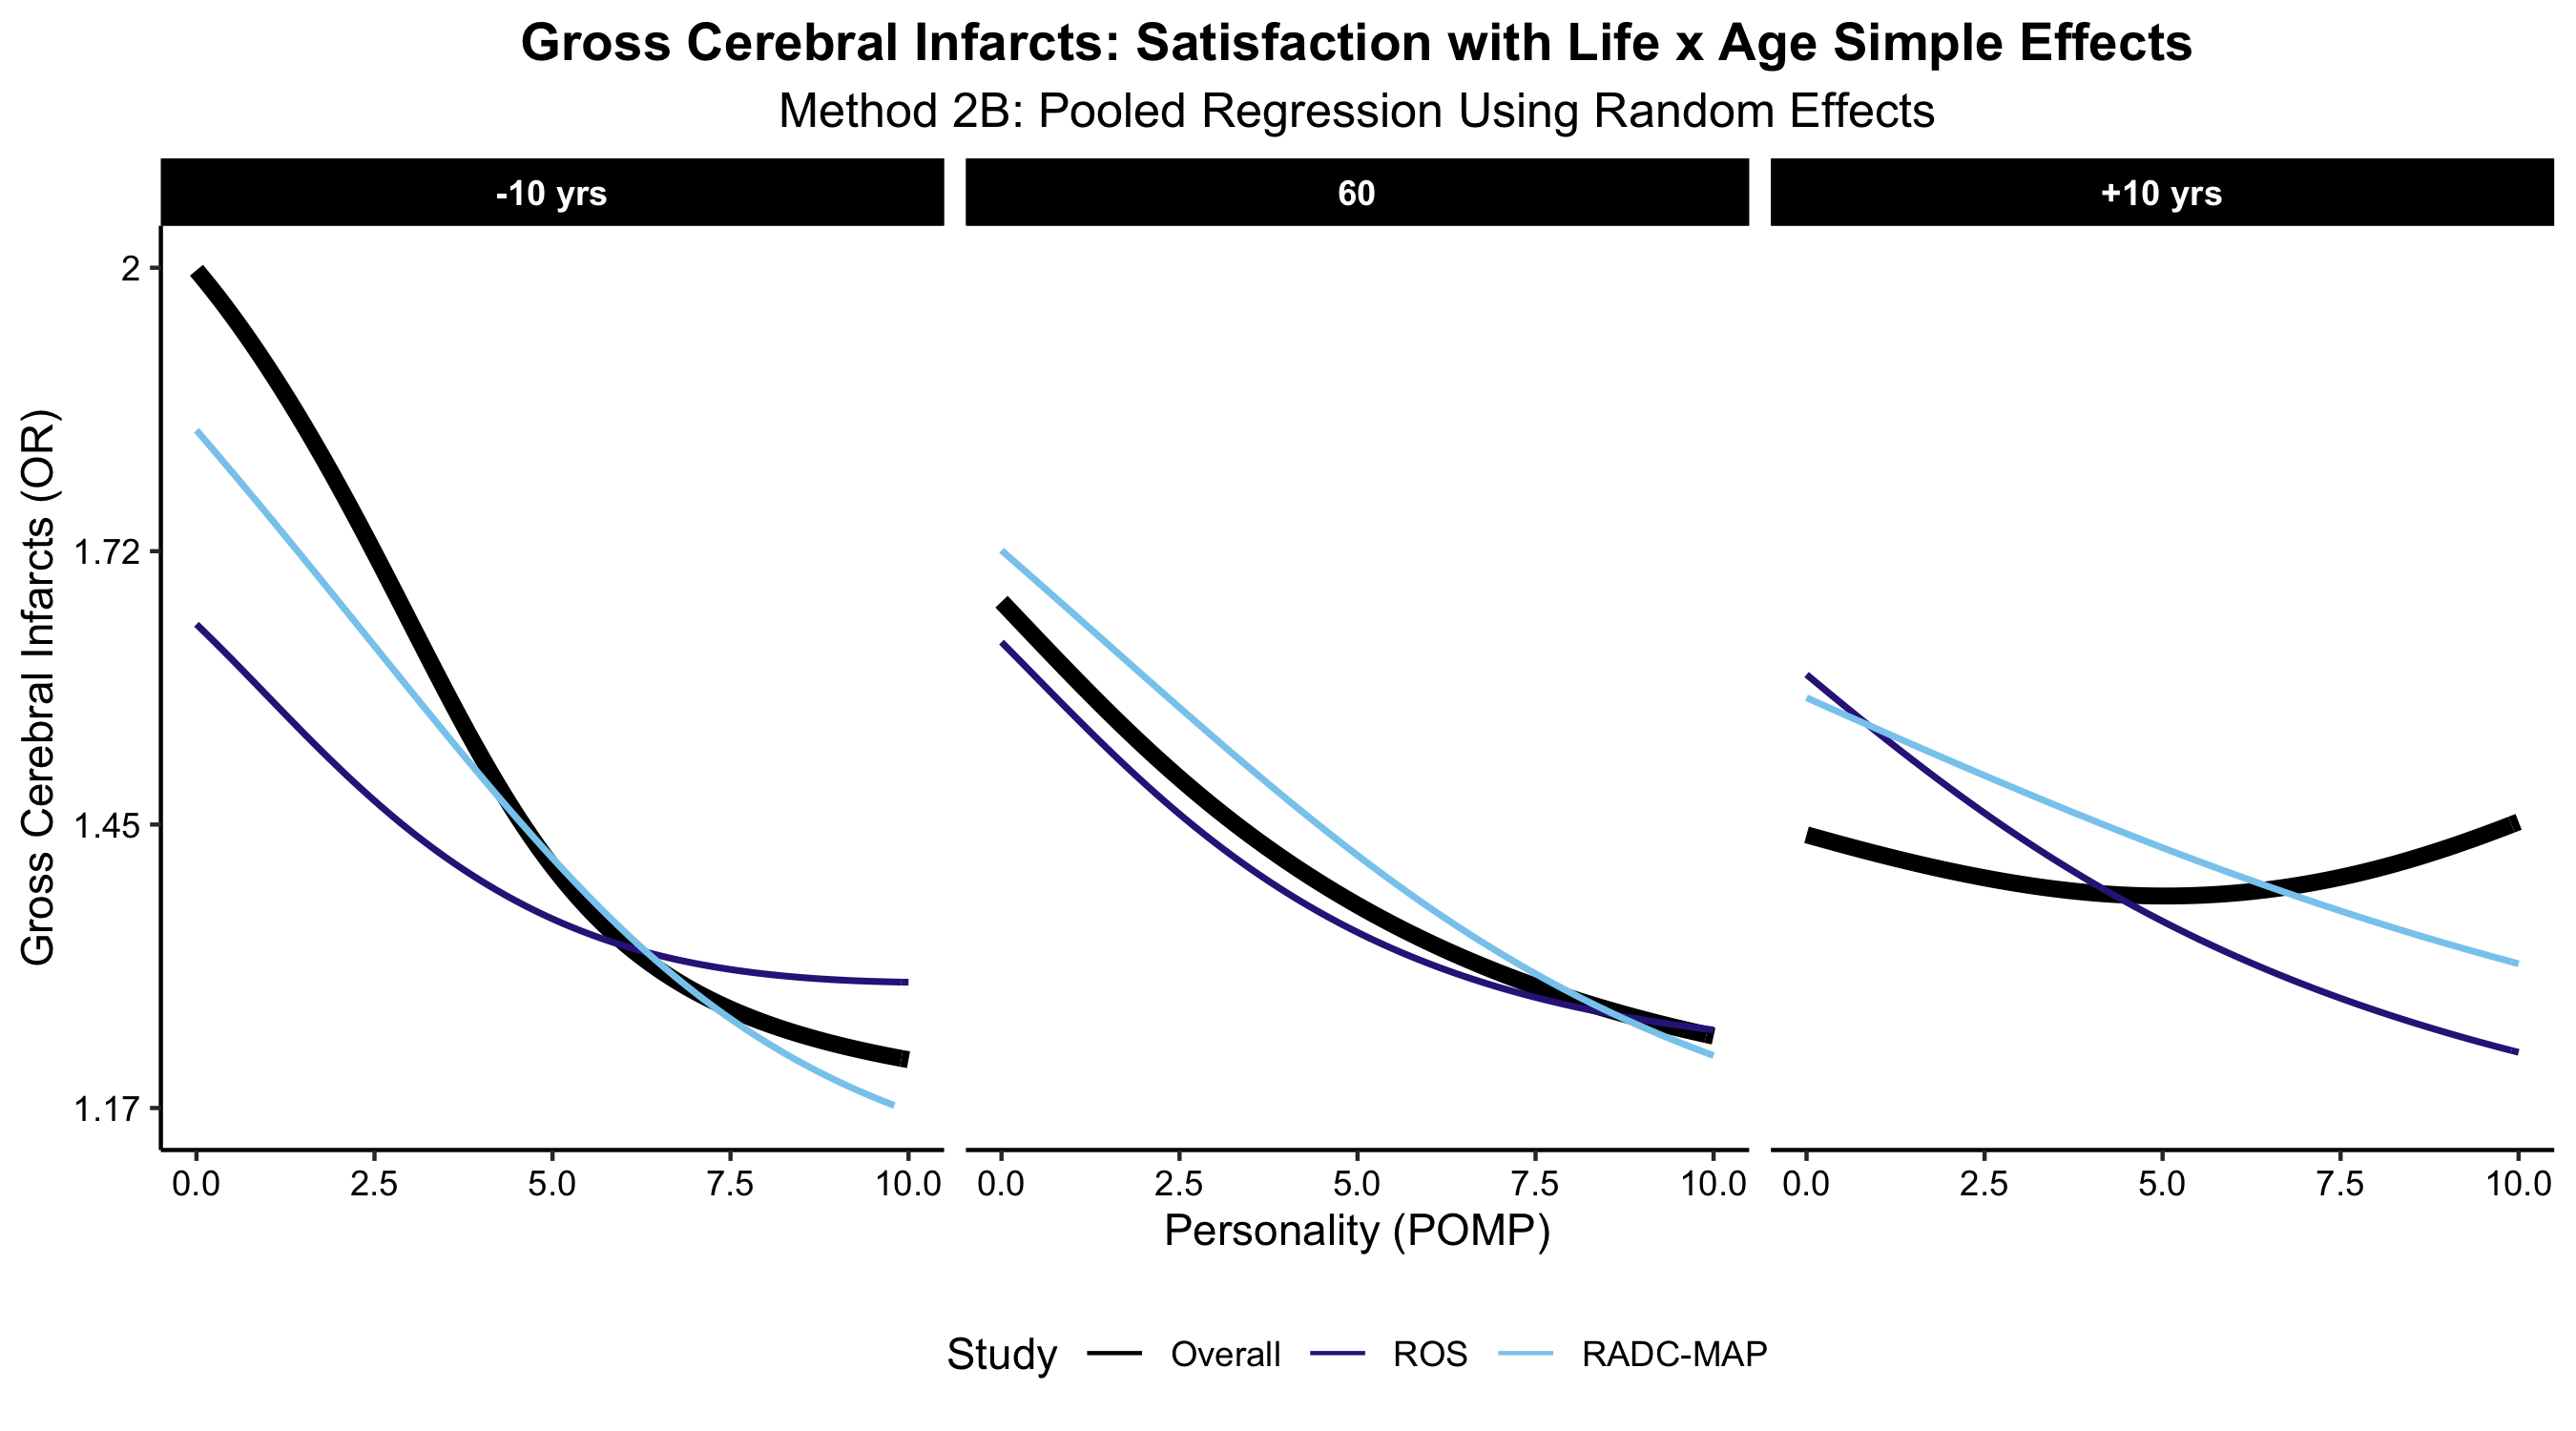 Gross Cerebral Infarcts: Satisfaction with Life x Age Simple Effects
Method 2B: Pooled Regression Using Random Effects
-10 yrs 60 +10 yrs
Gross Cerebral Infarcts (OR)
2
1.72
1.45
1.17
0.0 2.5 5.0 7.5 10.0 0.0 2.5 5.0 7.5 10.0 0.0 2.5 5.0 7.5 10.0
Personality (POMP)
Study Overall ROS RADC-MAP